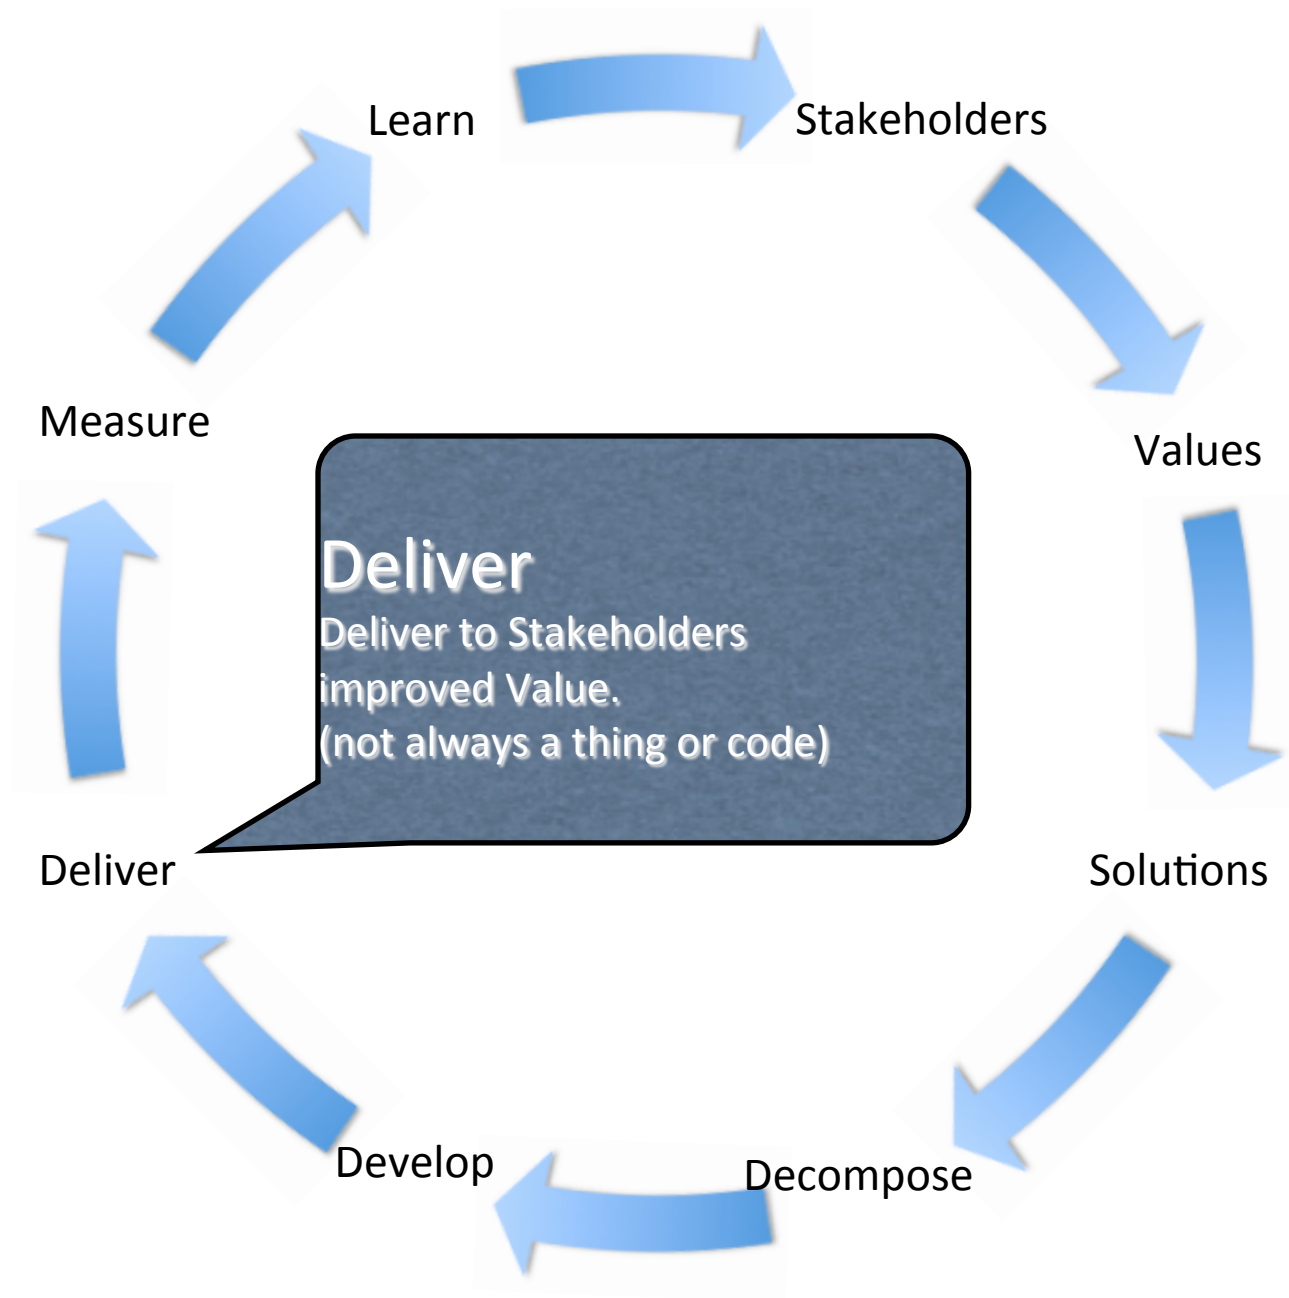 Learn
Stakeholders
Measure
Values
Deliver
Deliver to Stakeholders
improved Value.
(not always a thing or code)
Deliver
Solutions
Develop
Decompose